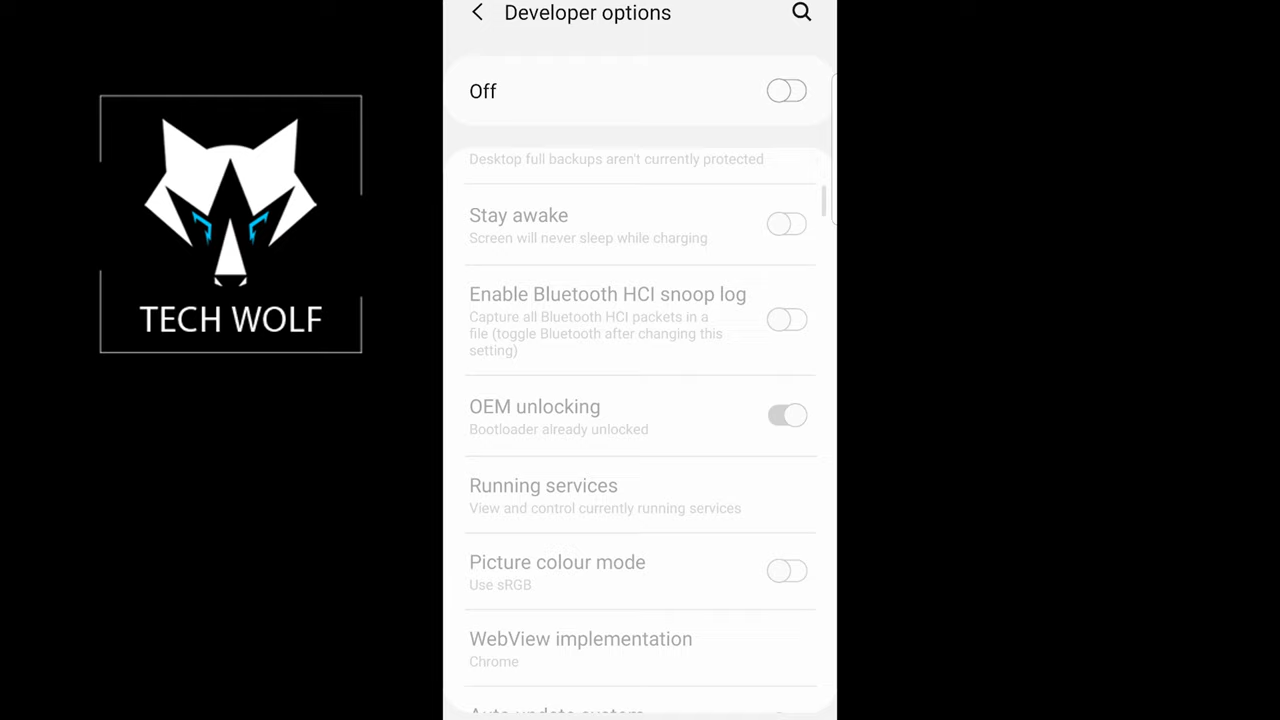 Developer options
Off
Desktop full backups aren't currently protected
Stay awake
Screen will never sleep while charging
Enable Bluetooth HCI snoop log
Capture all Bluetooth HCI packets in a
file (toggle Bluetooth after changing this
setting)
OEM unlocking
Bootloader already unlocked
Running services
View and control currently running services
Picture colour mode
Use sRGB
WebView implementation
Chrome
Auto update system
TECH WOLF